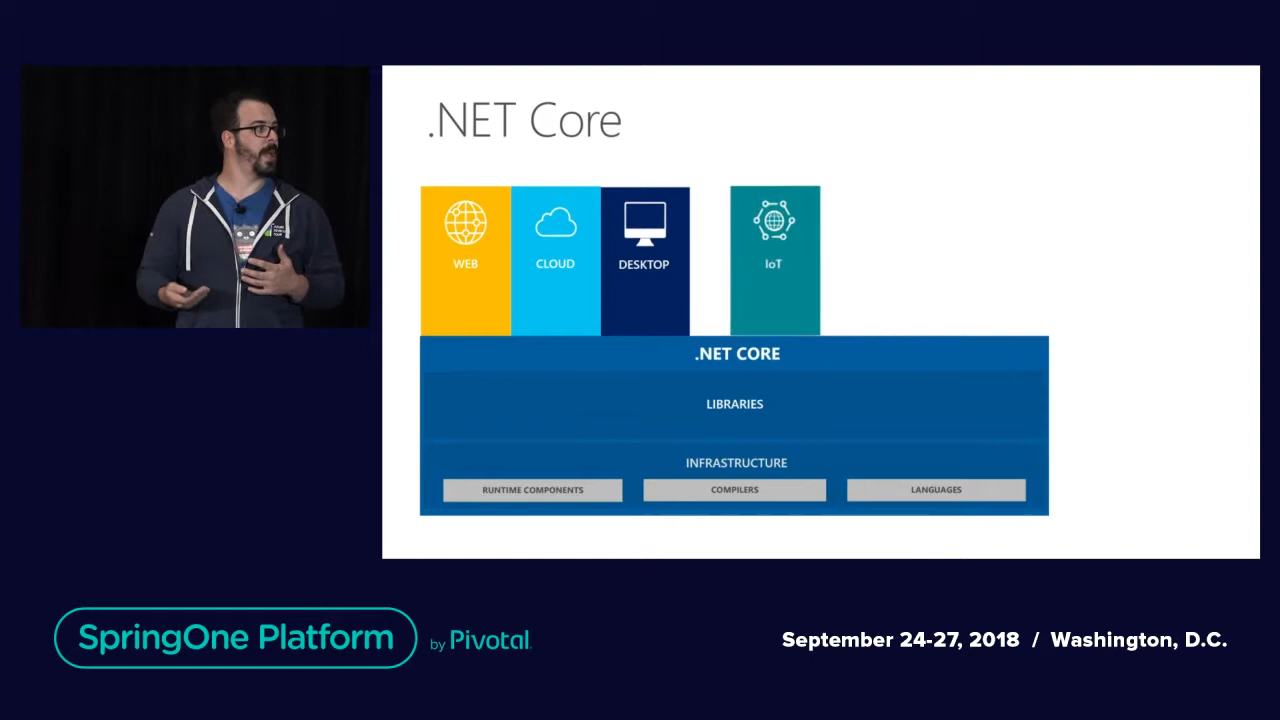 .NET Core
WEB
CLOUD
DESKTOP
IoT
.NET CORE
LIBRARIES
INFRASTRUCTURE
RUNTIME COMPONENTS
COMPILERS
LANGUAGES
SpringOne Platform
by Pivotal.
September 24-27, 2018 / Washington, D.C.